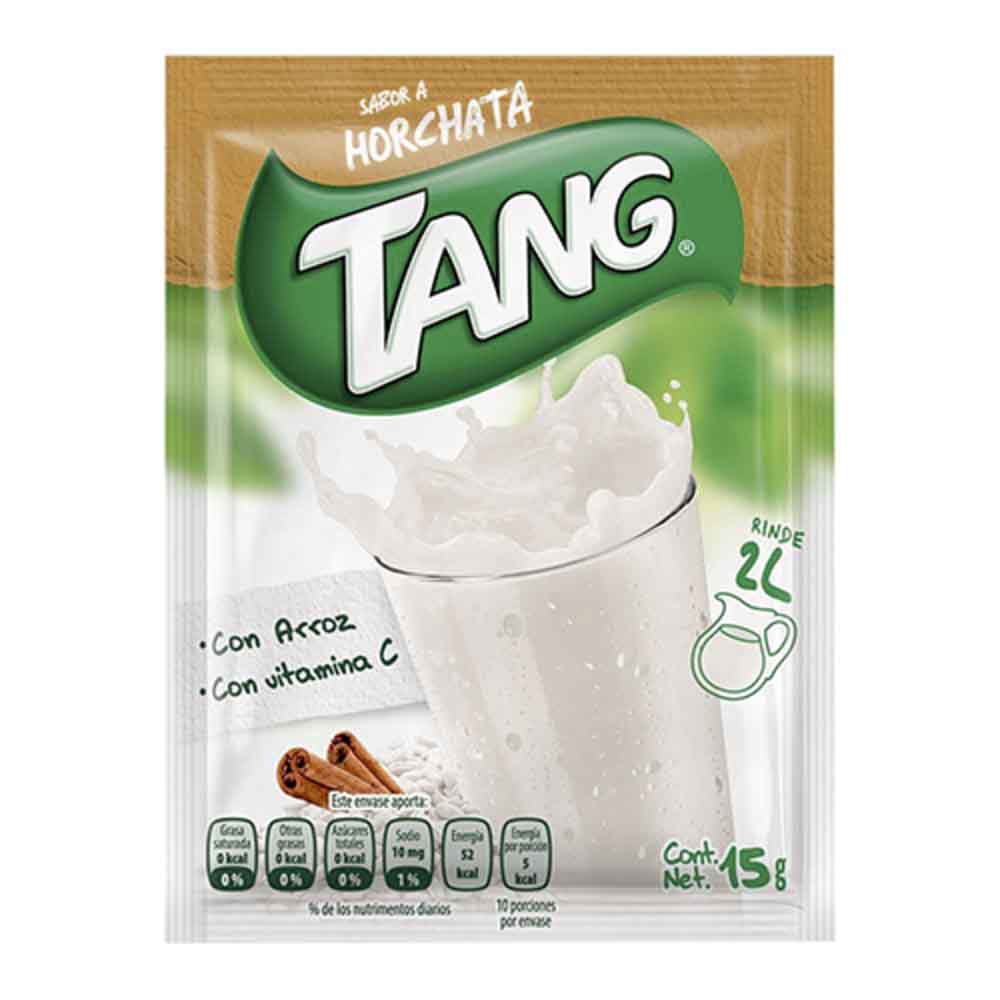 SABOR A
HORCHATA
TANG®
RINDE
2L
• Con Arroz
• Con vitamina C
Este envase aporta:
Grasa saturada 0 kcal 0 %
Otras grasas 0 kcal 0 %
Azúcares totales 0 kcal 0 %
Sodio 10 mg 1 %
Energía 52 kcal
Energía por porción 5 kcal
% de los nutrimentos diarios
10 porciones
por envase
Cont.
Net. 15 g